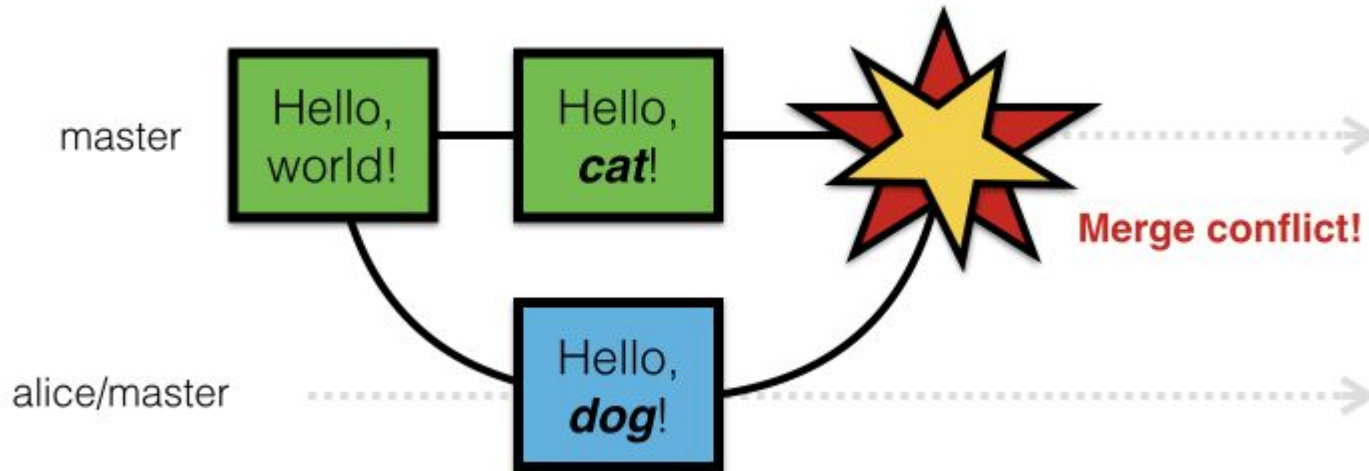 master
Hello,
world!
Hello,
cat!
Merge conflict!
alice/master
Hello,
dog!